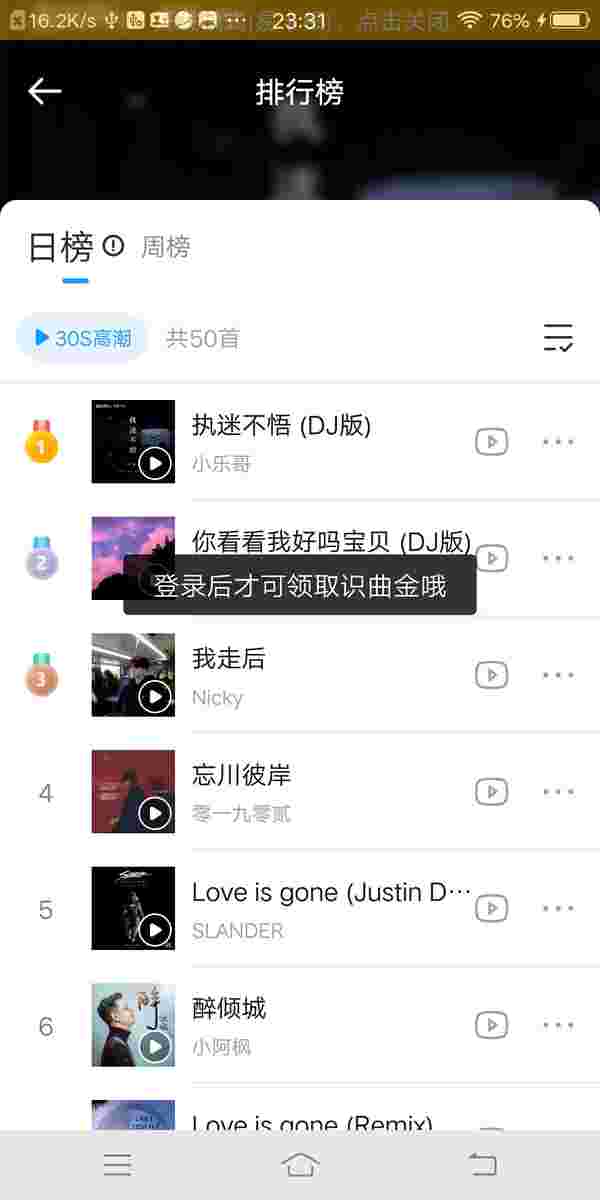 16.2K/s
23:31
，点击关闭
76%
排行榜
日榜
周榜
30S高潮
共50首
1
执迷不悟 (DJ版)
小乐哥
2
你看看我好吗宝贝 (DJ版)
登录后才可领取识曲金哦
3
我走后
Nicky
4
忘川彼岸
零一九零贰
5
Love is gone (Justin D…
SLANDER
6
醉倾城
小阿枫
Love is gone (Remix)